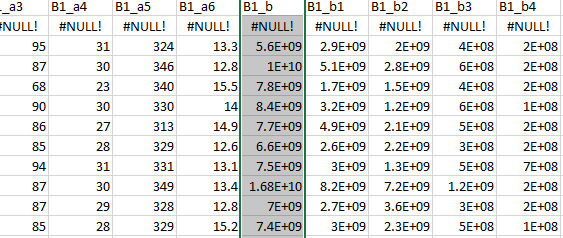 _a3 B1_a4 B1_a5 B1_a6 B1_b B1_b1 B1_b2 B1_b3 B1_b4
#NULL! #NULL! #NULL! #NULL! #NULL! #NULL! #NULL! #NULL! #NULL!
95 31 324 13.3 5.6E+09 2.9E+09 2E+09 4E+08 2E+08
87 30 346 12.8 1E+10 5.1E+09 2.8E+09 6E+08 2E+08
68 23 340 15.5 7.8E+09 1.7E+09 1.5E+09 4E+08 2E+08
90 30 330 14 8.4E+09 3.2E+09 1.2E+09 6E+08 1E+08
86 27 313 14.9 7.7E+09 4.9E+09 2.1E+09 5E+08 2E+08
85 28 329 12.6 6.6E+09 2.6E+09 2.2E+09 3E+08 2E+08
94 31 331 13.1 7.5E+09 3E+09 1.3E+09 5E+08 7E+08
87 30 349 13.4 1.68E+10 8.2E+09 7.2E+09 1.2E+09 2E+08
87 29 328 12.8 7E+09 2.7E+09 3.6E+09 3E+08 2E+08
85 28 329 15.2 7.4E+09 3E+09 2.3E+09 5E+08 1E+08